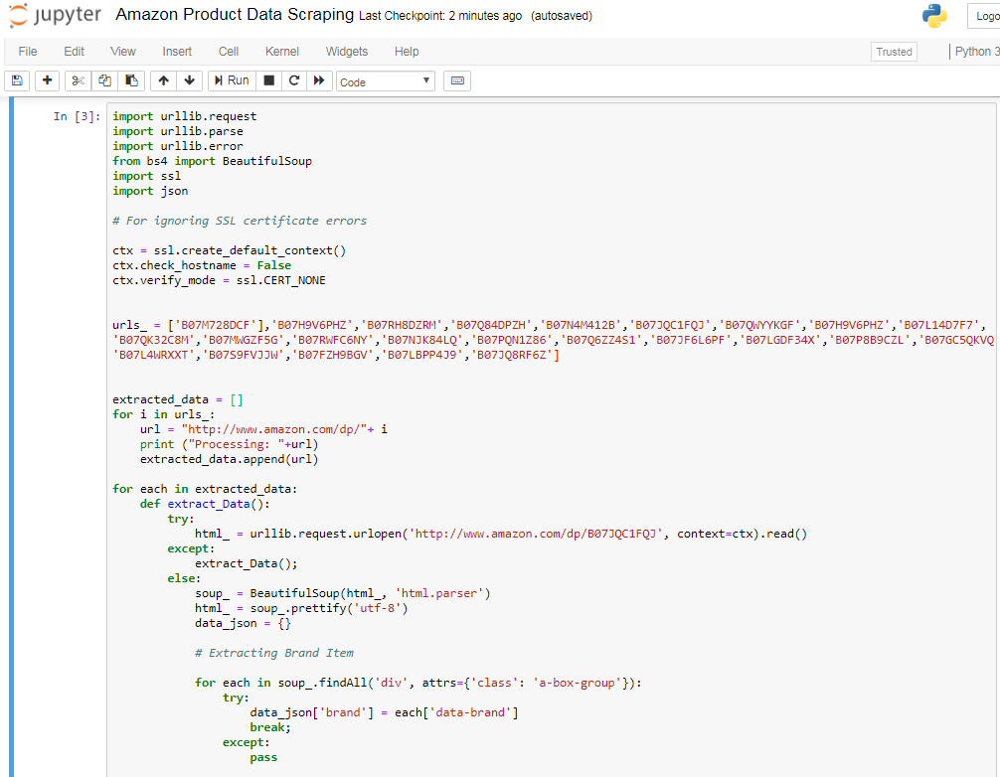 jupyter Amazon Product Data Scraping Last Checkpoint: 2 minutes ago (autosaved)
Logo
File Edit View Insert Cell Kernel Widgets Help Trusted Python 3
Run Code
In [3]: import urllib.request
import urllib.parse
import urllib.error
from bs4 import BeautifulSoup
import ssl
import json
# For ignoring SSL certificate errors
ctx = ssl.create_default_context()
ctx.check_hostname = False
ctx.verify_mode = ssl.CERT_NONE
urls_ = ['B07M728DCF'],'B07H9V6PHZ','B07RH8DZRM','B07Q84DPZH','B07N4M412B','B07JQC1FQJ','B07QWYYKGF','B07H9V6PHZ','B07L14D7F7',
'B07QK32C8M','B07MWGZF5G','B07RWFC6NY','B07NJK84LQ','B07PQN1Z86','B07Q6ZZ4S1','B07JF6L6PF','B07LGDF34X','B07P8B9CZL','B07GC5QKVQ
'B07L4WRXXT','B07S9FVJJW','B07FZH9BGV','B07LBPP4J9','B07JQ8RF6Z']
extracted_data = []
for i in urls_:
    url = "http://www.amazon.com/dp/"+ i
    print ("Processing: "+url)
    extracted_data.append(url)
for each in extracted_data:
    def extract_Data():
        try:
            html_ = urllib.request.urlopen('http://www.amazon.com/dp/B07JQC1FQJ', context=ctx).read()
        except:
            extract_Data();
        else:
            soup_ = BeautifulSoup(html_, 'html.parser')
            html_ = soup_.prettify('utf-8')
            data_json = {}
            # Extracting Brand Item
            for each in soup_.findAll('div', attrs={'class': 'a-box-group'}):
                try:
                    data_json['brand'] = each['data-brand']
                    break;
                except:
                    pass